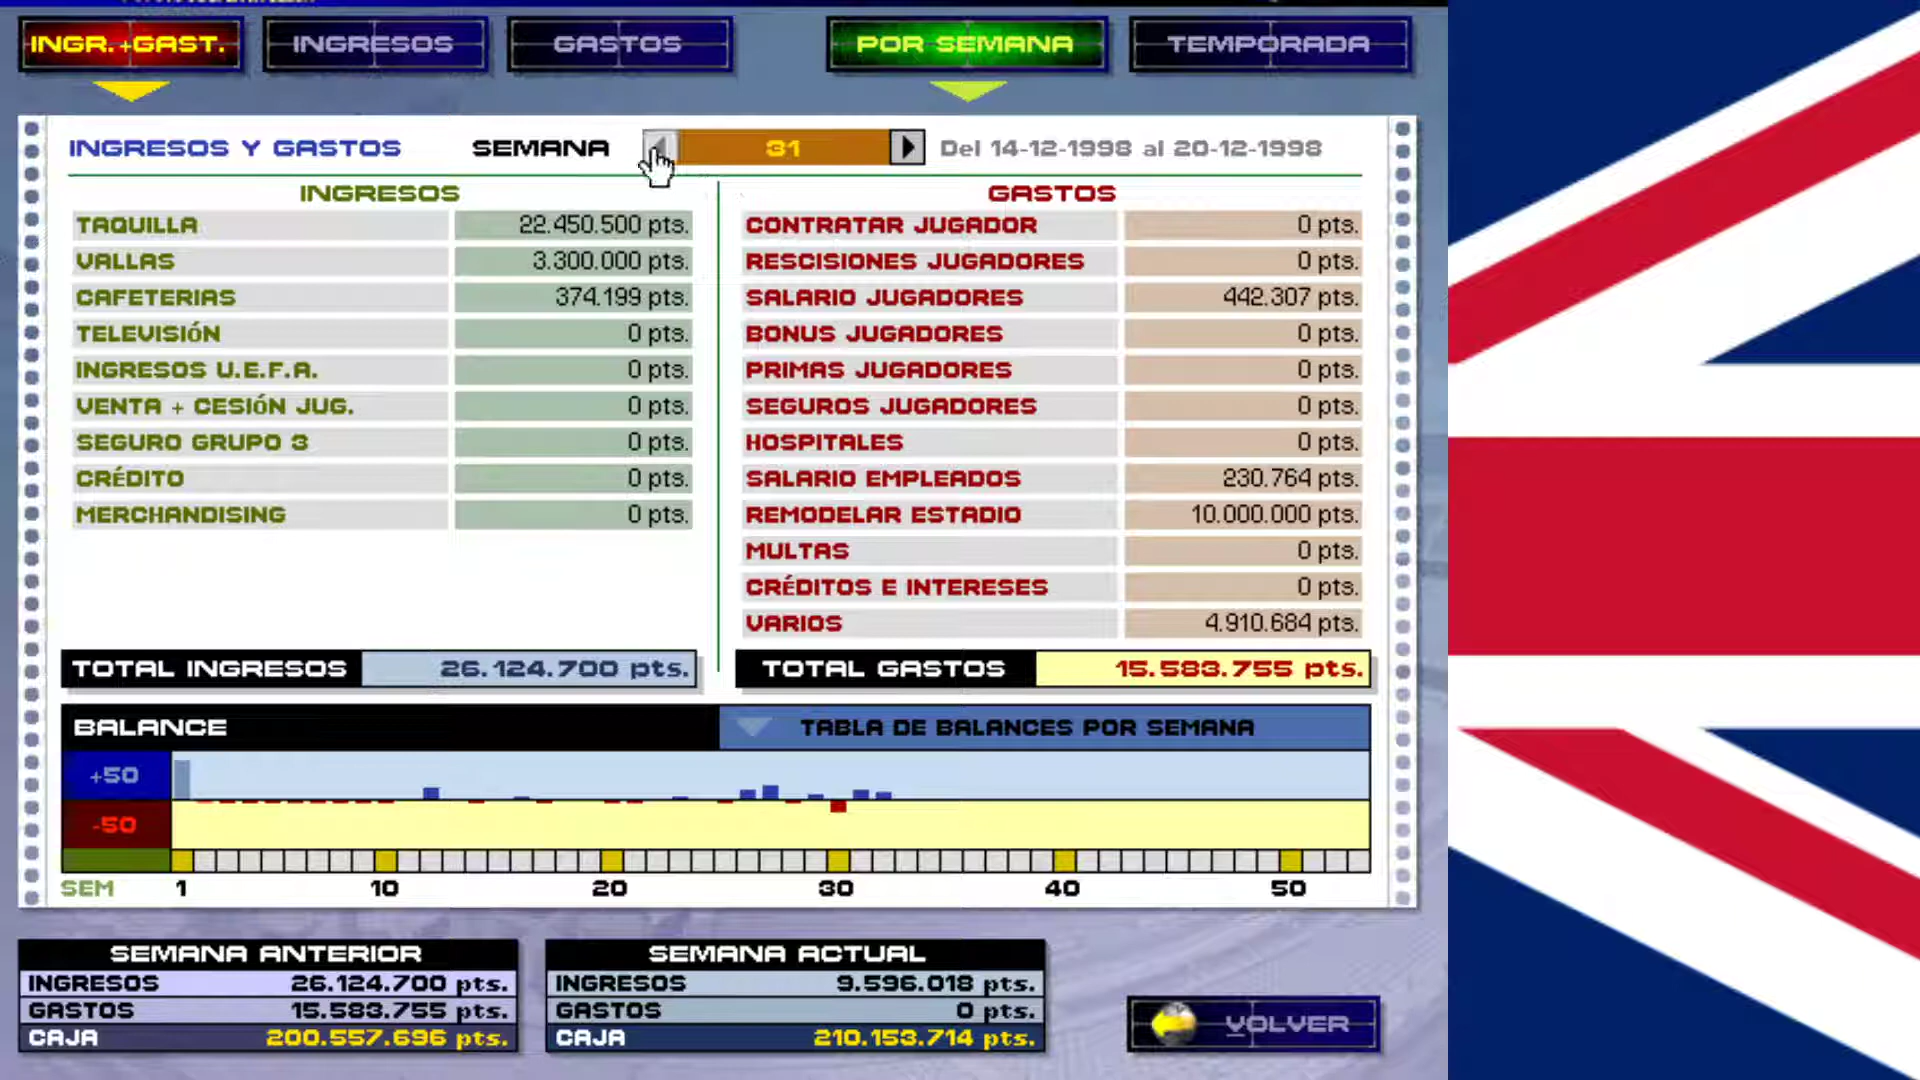 INGR.+GAST. INGRESOS GASTOS POR SEMANA TEMPORADA
INGRESOS Y GASTOS SEMANA 31 Del 14-12-1998 al 20-12-1998
INGRESOS
TAQUILLA 22.450.500 pts.
VALLAS 3.300.000 pts.
CAFETERIAS 374.199 pts.
TELEVISIÓN 0 pts.
INGRESOS U.E.F.A. 0 pts.
VENTA + CESIÓN JUG. 0 pts.
SEGURO GRUPO 3 0 pts.
CRÉDITO 0 pts.
MERCHANDISING 0 pts.
TOTAL INGRESOS 26.124.700 pts.
GASTOS
CONTRATAR JUGADOR 0 pts.
RESCISIONES JUGADORES 0 pts.
SALARIO JUGADORES 442.307 pts.
BONUS JUGADORES 0 pts.
PRIMAS JUGADORES 0 pts.
SEGUROS JUGADORES 0 pts.
HOSPITALES 0 pts.
SALARIO EMPLEADOS 230.764 pts.
REMODELAR ESTADIO 10.000.000 pts.
MULTAS 0 pts.
CRÉDITOS E INTERESES 0 pts.
VARIOS 4.910.684 pts.
TOTAL GASTOS 15.583.755 pts.
BALANCE TABLA DE BALANCES POR SEMANA
+50
-50
SEM 1 10 20 30 40 50
SEMANA ANTERIOR
INGRESOS 26.124.700 pts.
GASTOS 15.583.755 pts.
CAJA 200.557.696 pts.
SEMANA ACTUAL
INGRESOS 9.596.018 pts.
GASTOS 0 pts.
CAJA 210.153.714 pts.
VOLVER